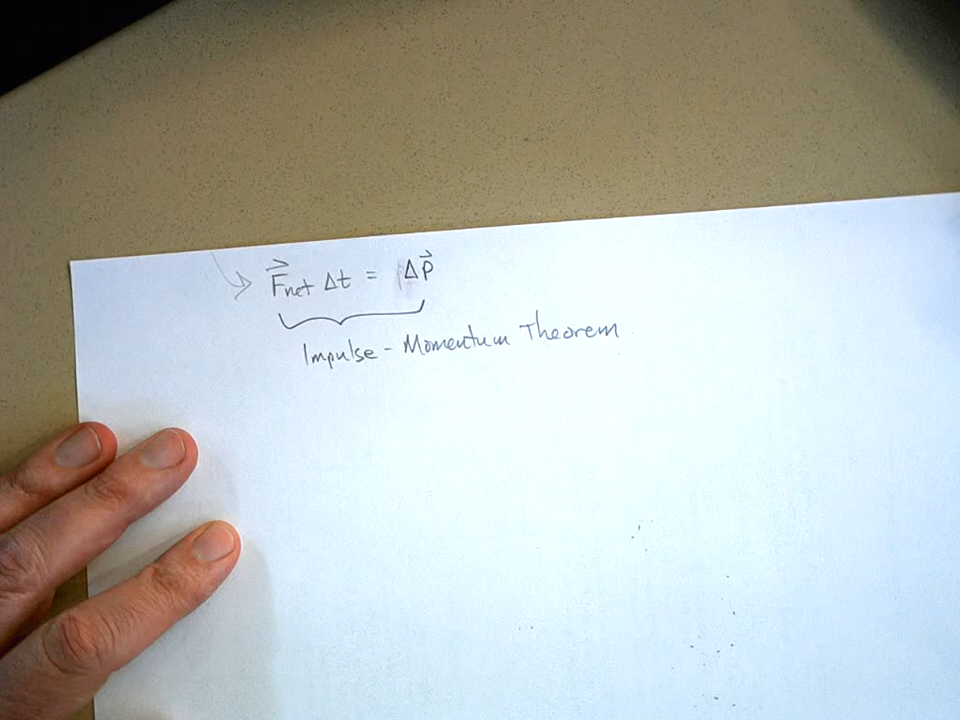 → F⃗net Δt = ΔP⃗
Impulse - Momentum Theorem